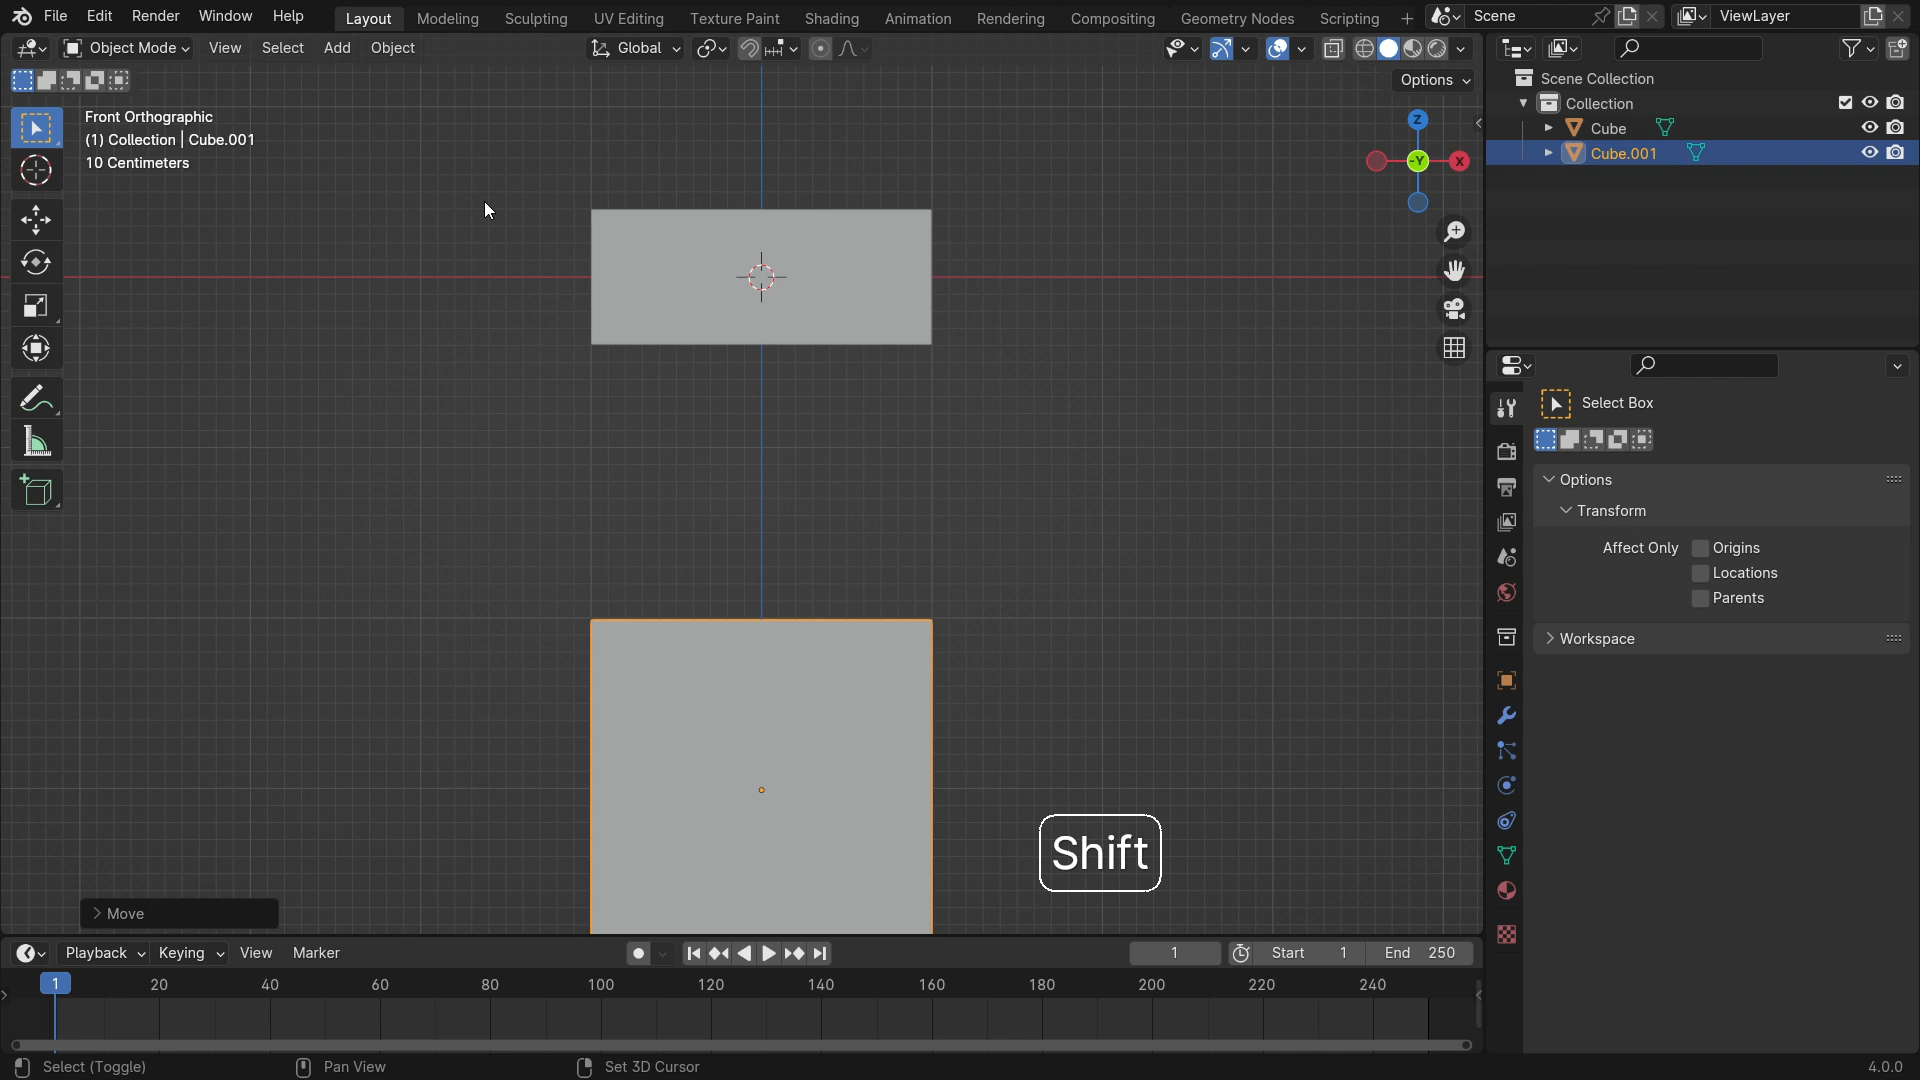 File Edit Render Window Help Layout Modeling Sculpting UV Editing Texture Paint Shading Animation Rendering Compositing Geometry Nodes Scripting + Scene ViewLayer
Object Mode View Select Add Object Global
Options
Front Orthographic
(1) Collection | Cube.001
10 Centimeters
Z
-Y
X
Scene Collection
Collection
Cube
Cube.001
Select Box
Options
Transform
Affect Only Origins
Locations
Parents
Workspace
Shift
Move
Playback Keying View Marker 1 Start 1 End 250
1 20 40 60 80 100 120 140 160 180 200 220 240
Select (Toggle) Pan View Set 3D Cursor 4.0.0